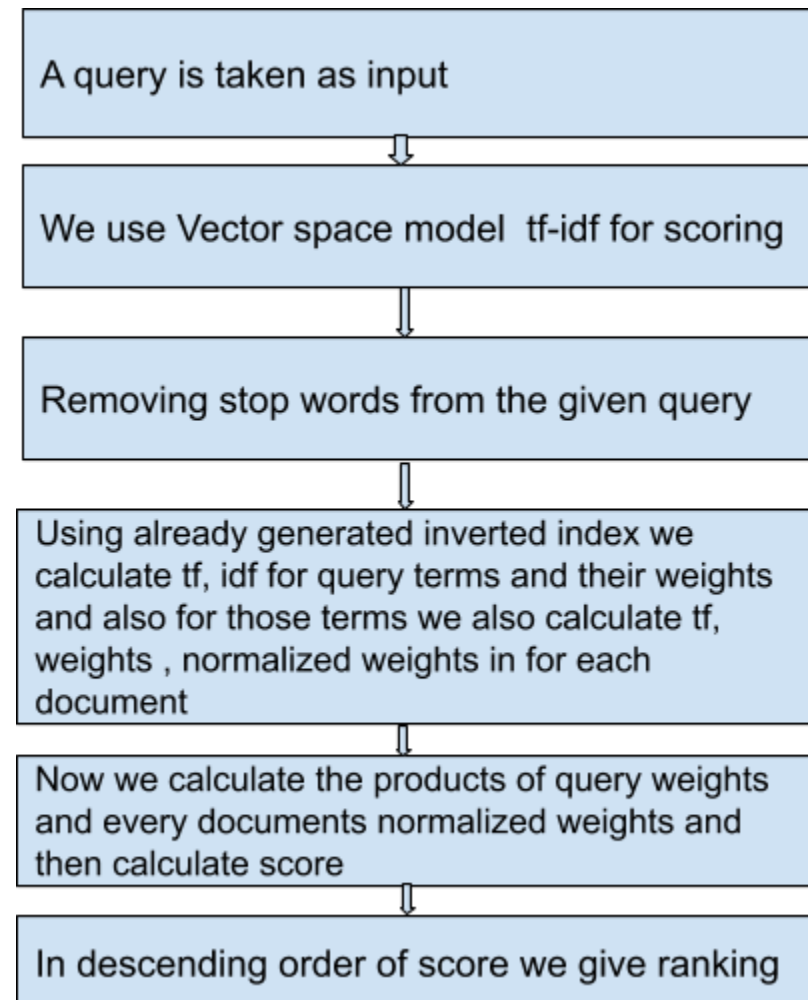 A query is taken as input
We use Vector space model  tf-idf for scoring
Removing stop words from the given query
Using already generated inverted index we
calculate tf, idf for query terms and their weights
and also for those terms we also calculate tf,
weights , normalized weights in for each
document
Now we calculate the products of query weights
and every documents normalized weights and
then calculate score
In descending order of score we give ranking